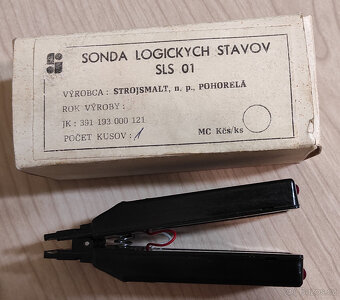 SONDA LOGICKYCH STAVOV
SLS 01
VÝROBCA : STROJSMALT, n. p., POHORELÁ
ROK VÝROBY :
JK : 391 193 000 121
POČET KUSOV : 1
MC Kčs/ks